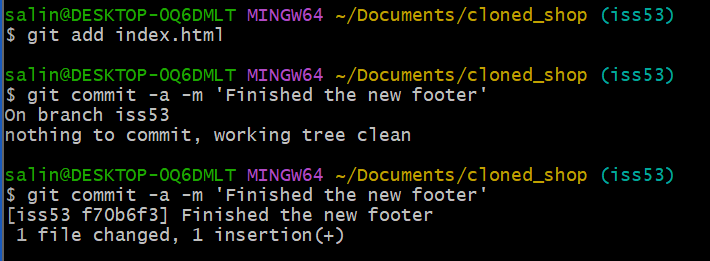 salin@DESKTOP-OQ6DMLT MINGW64 ~/Documents/cloned_shop (iss53)
$ git add index.html
salin@DESKTOP-OQ6DMLT MINGW64 ~/Documents/cloned_shop (iss53)
$ git commit -a -m 'Finished the new footer'
On branch iss53
nothing to commit, working tree clean
salin@DESKTOP-OQ6DMLT MINGW64 ~/Documents/cloned_shop (iss53)
$ git commit -a -m 'Finished the new footer'
[iss53 f70b6f3] Finished the new footer
 1 file changed, 1 insertion(+)